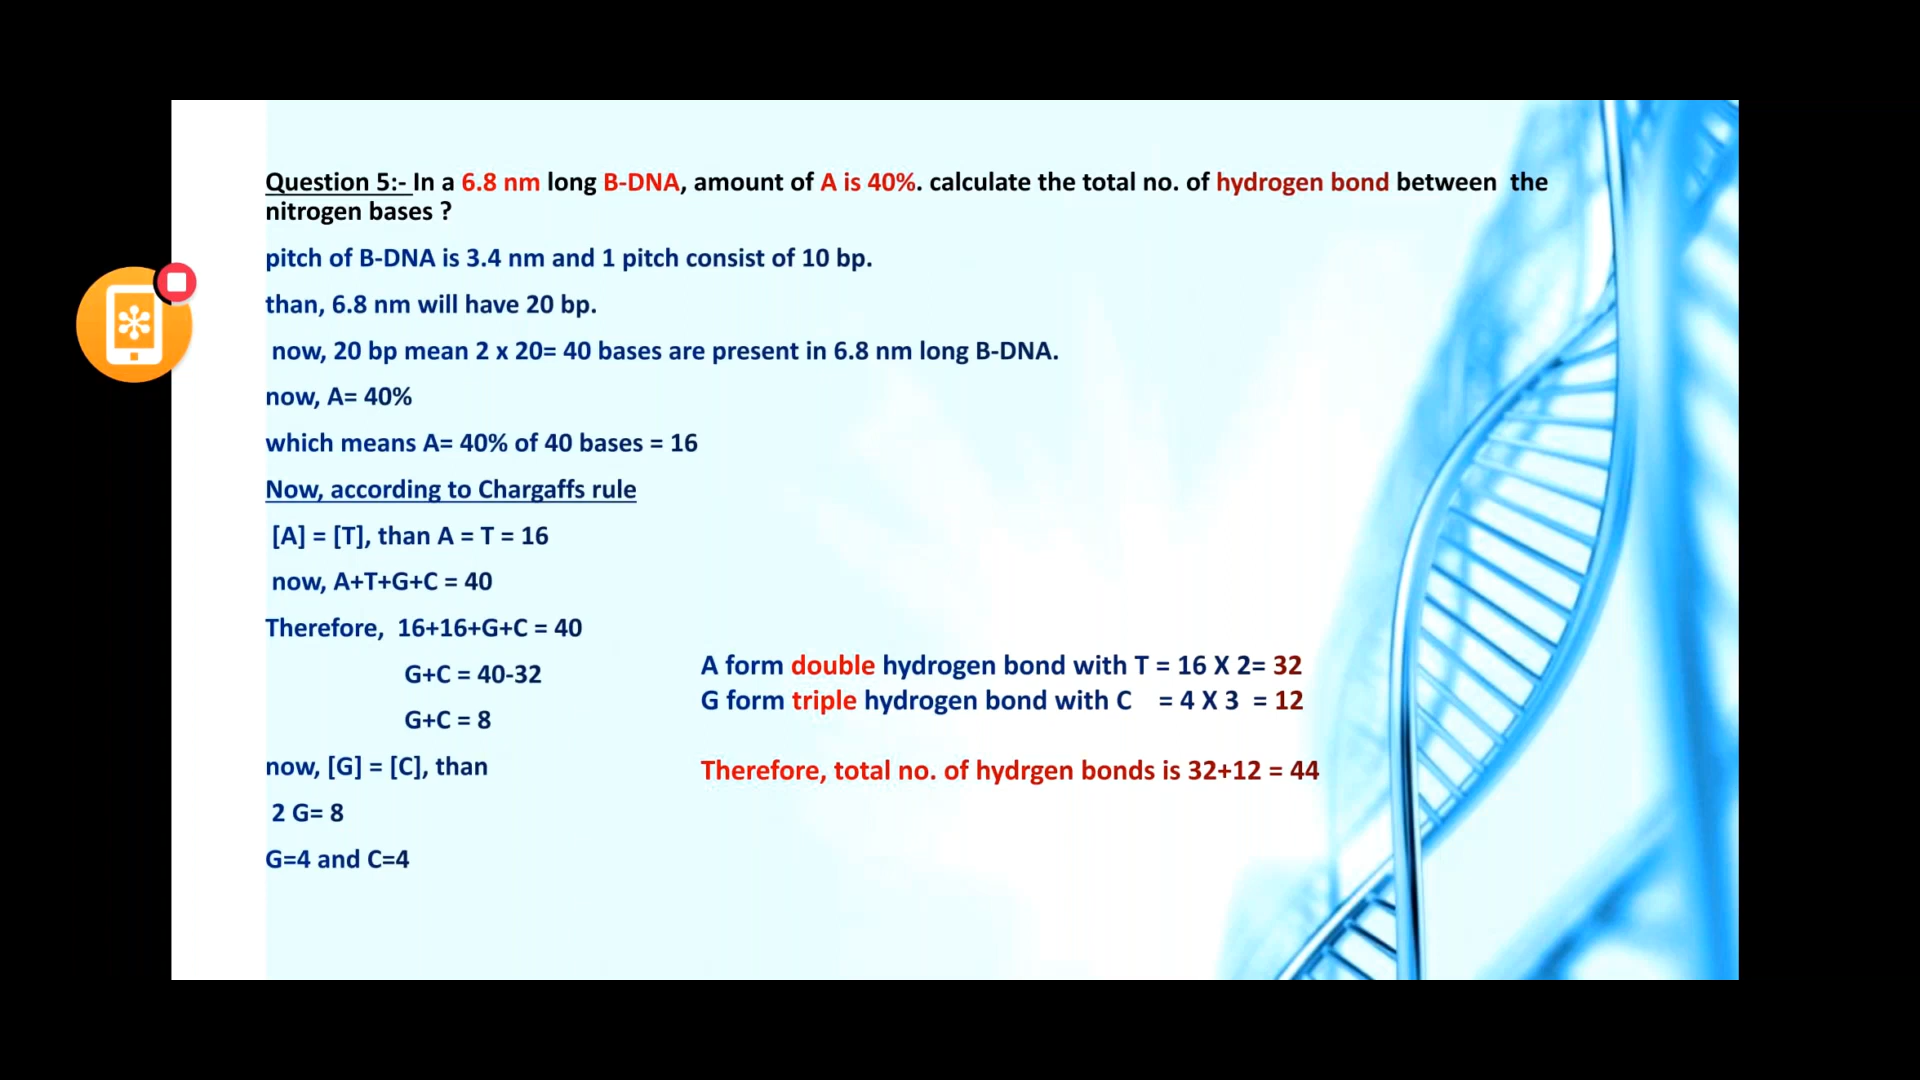 Question 5:- In a 6.8 nm long B-DNA, amount of A is 40%. calculate the total no. of hydrogen bond between the
nitrogen bases ?
pitch of B-DNA is 3.4 nm and 1 pitch consist of 10 bp.
than, 6.8 nm will have 20 bp.
now, 20 bp mean 2 x 20= 40 bases are present in 6.8 nm long B-DNA.
now, A= 40%
which means A= 40% of 40 bases = 16
Now, according to Chargaffs rule
[A] = [T], than A = T = 16
now, A+T+G+C = 40
Therefore, 16+16+G+C = 40
G+C = 40-32
G+C = 8
now, [G] = [C], than
2 G= 8
G=4 and C=4
A form double hydrogen bond with T = 16 X 2= 32
G form triple hydrogen bond with C = 4 X 3 = 12
Therefore, total no. of hydrgen bonds is 32+12 = 44